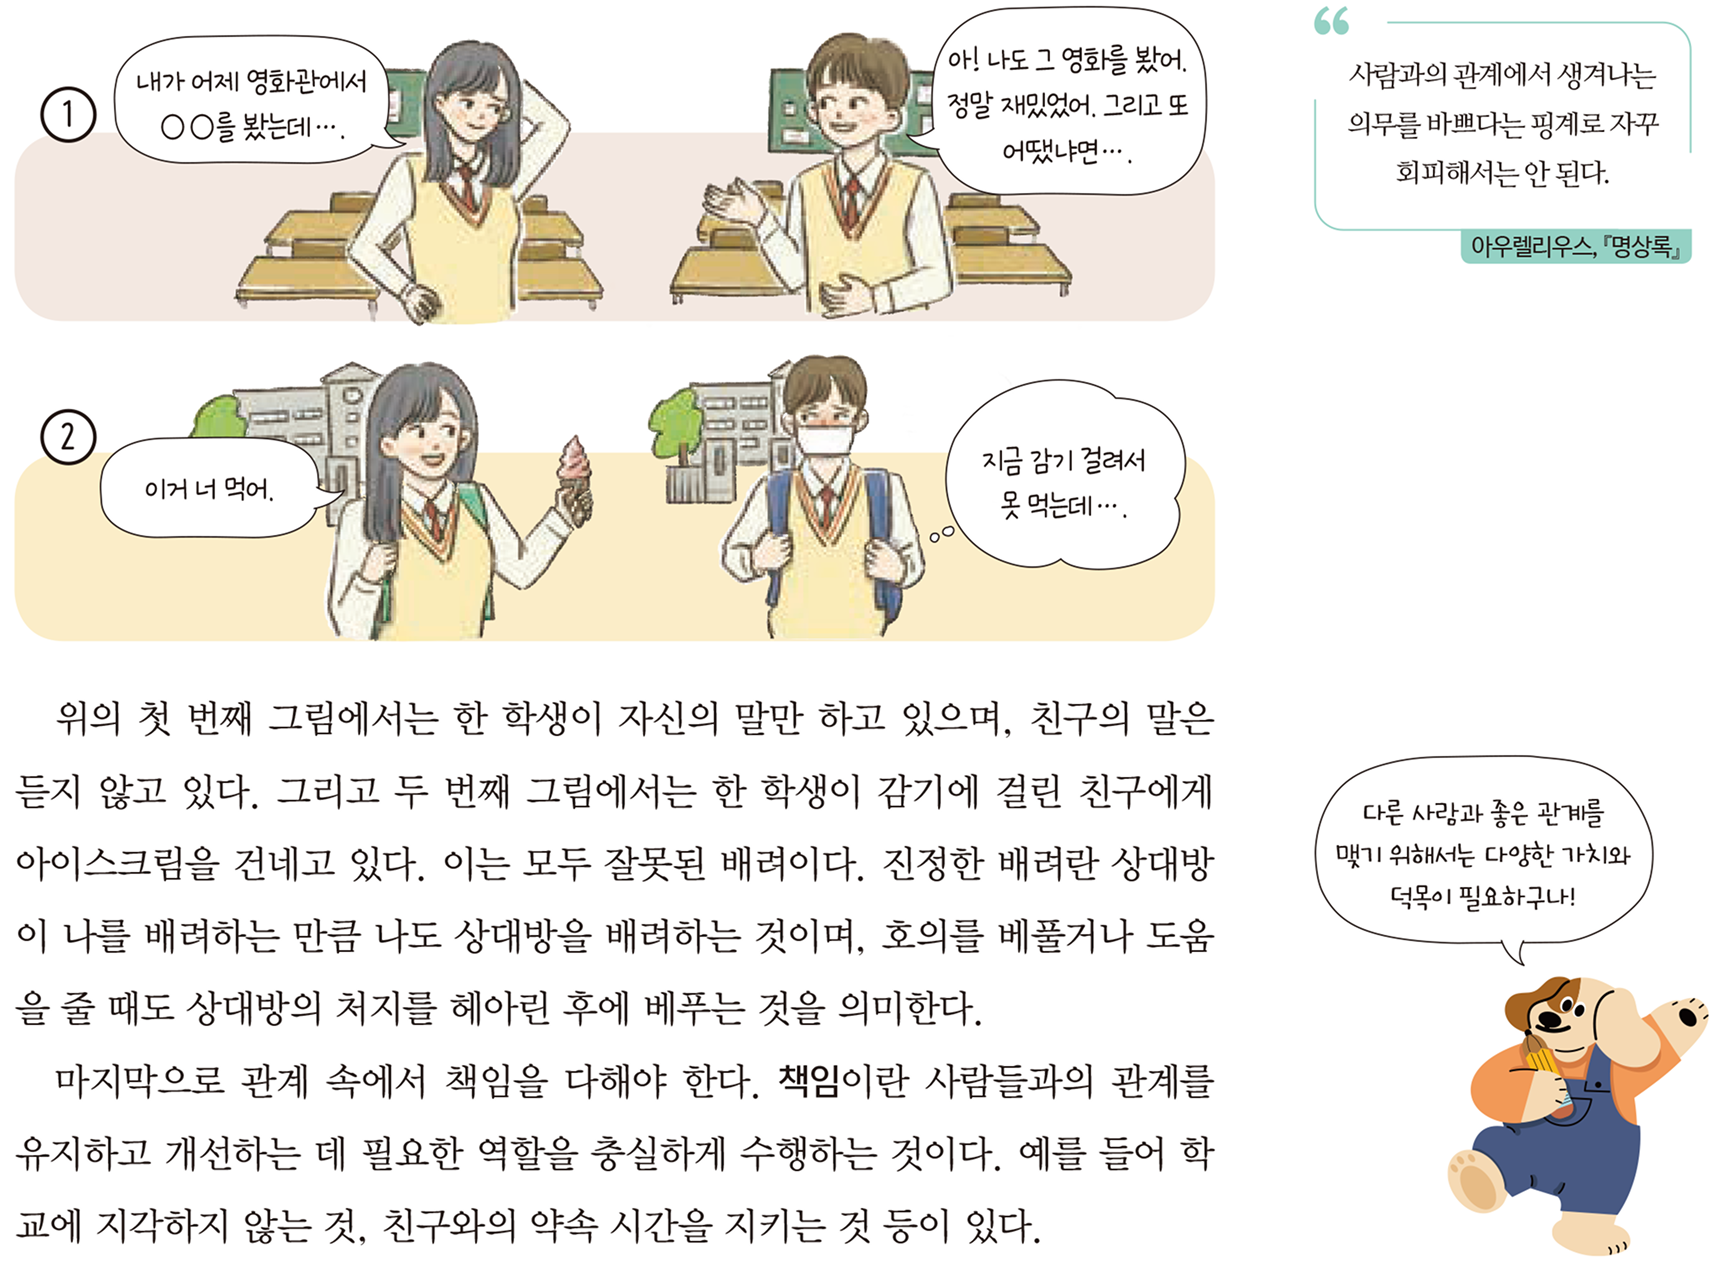 1
내가 어제 영화관에서
○○를 봤는데….
아! 나도 그 영화를 봤어.
정말 재밌었어. 그리고 또
어땠냐면….
2
이거 너 먹어.
지금 감기 걸려서
못 먹는데….
“
사람과의 관계에서 생겨나는
의무를 바쁘다는 핑계로 자꾸
회피해서는 안 된다.
아우렐리우스, 『명상록』
위의 첫 번째 그림에서는 한 학생이 자신의 말만 하고 있으며, 친구의 말은
듣지 않고 있다. 그리고 두 번째 그림에서는 한 학생이 감기에 걸린 친구에게
아이스크림을 건네고 있다. 이는 모두 잘못된 배려이다. 진정한 배려란 상대방
이 나를 배려하는 만큼 나도 상대방을 배려하는 것이며, 호의를 베풀거나 도움
을 줄 때도 상대방의 처지를 헤아린 후에 베푸는 것을 의미한다.
마지막으로 관계 속에서 책임을 다해야 한다. 책임이란 사람들과의 관계를
유지하고 개선하는 데 필요한 역할을 충실하게 수행하는 것이다. 예를 들어 학
교에 지각하지 않는 것, 친구와의 약속 시간을 지키는 것 등이 있다.
다른 사람과 좋은 관계를
맺기 위해서는 다양한 가치와
덕목이 필요하구나!